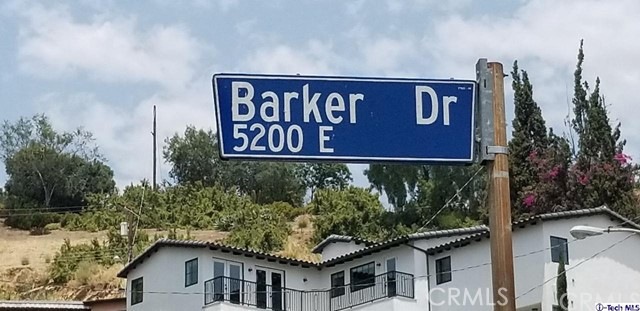 Barker Dr
5200 E
CRMLS
i-Tech MLS